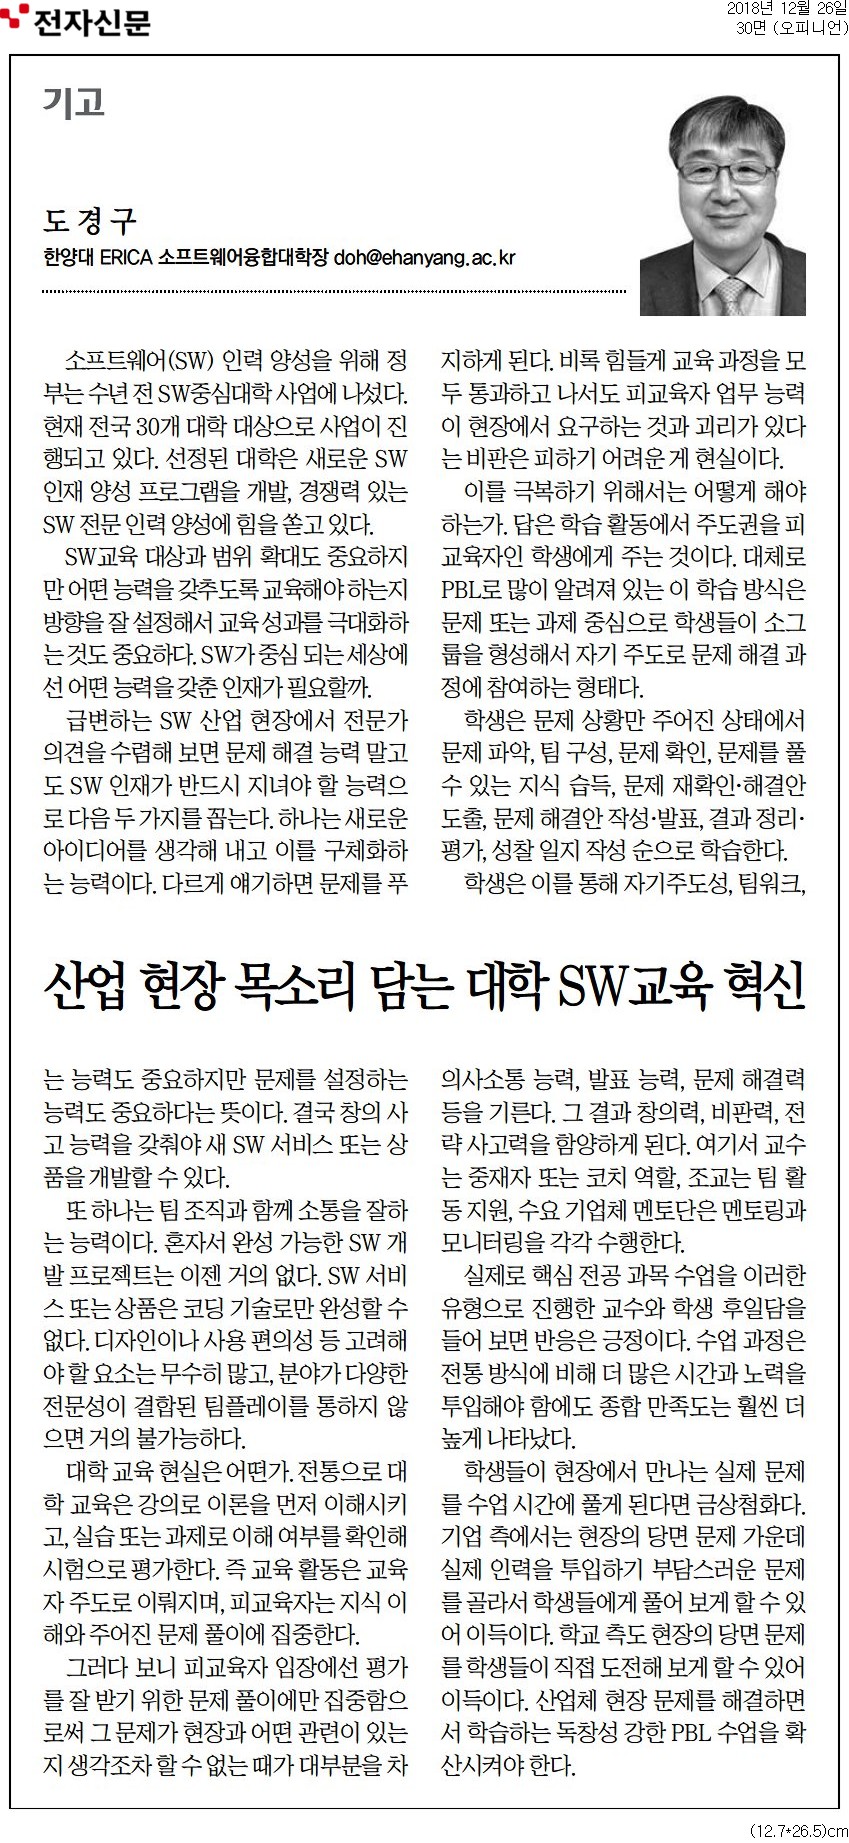 전자신문
2018년 12월 26일
30면 (오피니언)
기고
도경구
한양대 ERICA 소프트웨어융합대학장 doh@ehanyang.ac.kr
소프트웨어(SW) 인력 양성을 위해 정
부는 수년 전 SW중심대학 사업에 나섰다.
현재 전국 30개 대학 대상으로 사업이 진
행되고 있다. 선정된 대학은 새로운 SW
인재 양성 프로그램을 개발, 경쟁력 있는
SW 전문 인력 양성에 힘을 쏟고 있다.
SW교육 대상과 범위 확대도 중요하지
만 어떤 능력을 갖추도록 교육해야 하는지
방향을 잘 설정해서 교육 성과를 극대화하
는 것도 중요하다. SW가 중심 되는 세상에
선 어떤 능력을 갖춘 인재가 필요할까.
급변하는 SW 산업 현장에서 전문가
의견을 수렴해 보면 문제 해결 능력 말고
도 SW 인재가 반드시 지녀야 할 능력으
로 다음 두 가지를 꼽는다. 하나는 새로운
아이디어를 생각해 내고 이를 구체화하
는 능력이다. 다르게 얘기하면 문제를 푸
지하게 된다. 비록 힘들게 교육 과정을 모
두 통과하고 나서도 피교육자 업무 능력
이 현장에서 요구하는 것과 괴리가 있다
는 비판은 피하기 어려운 게 현실이다.
이를 극복하기 위해서는 어떻게 해야
하는가. 답은 학습 활동에서 주도권을 피
교육자인 학생에게 주는 것이다. 대체로
PBL로 많이 알려져 있는 이 학습 방식은
문제 또는 과제 중심으로 학생들이 소그
룹을 형성해서 자기 주도로 문제 해결 과
정에 참여하는 형태다.
학생은 문제 상황만 주어진 상태에서
문제 파악, 팀 구성, 문제 확인, 문제를 풀
수 있는 지식 습득, 문제 재확인·해결안
도출, 문제 해결안 작성·발표, 결과 정리·
평가, 성찰 일지 작성 순으로 학습한다.
학생은 이를 통해 자기주도성, 팀워크,
산업 현장 목소리 담는 대학 SW교육 혁신
는 능력도 중요하지만 문제를 설정하는
능력도 중요하다는 뜻이다. 결국 창의 사
고 능력을 갖춰야 새 SW 서비스 또는 상
품을 개발할 수 있다.
또 하나는 팀 조직과 함께 소통을 잘하
는 능력이다. 혼자서 완성 가능한 SW 개
발 프로젝트는 이젠 거의 없다. SW 서비
스 또는 상품은 코딩 기술로만 완성할 수
없다. 디자인이나 사용 편의성 등 고려해
야 할 요소는 무수히 많고, 분야가 다양한
전문성이 결합된 팀플레이를 통하지 않
으면 거의 불가능하다.
대학 교육 현실은 어떤가. 전통으로 대
학 교육은 강의로 이론을 먼저 이해시키
고, 실습 또는 과제로 이해 여부를 확인해
시험으로 평가한다. 즉 교육 활동은 교육
자 주도로 이뤄지며, 피교육자는 지식 이
해와 주어진 문제 풀이에 집중한다.
그러다 보니 피교육자 입장에선 평가
를 잘 받기 위한 문제 풀이에만 집중함으
로써 그 문제가 현장과 어떤 관련이 있는
지 생각조차 할 수 없는 때가 대부분을 차
의사소통 능력, 발표 능력, 문제 해결력
등을 기른다. 그 결과 창의력, 비판력, 전
략 사고력을 함양하게 된다. 여기서 교수
는 중재자 또는 코치 역할, 조교는 팀 활
동 지원, 수요 기업체 멘토단은 멘토링과
모니터링을 각각 수행한다.
실제로 핵심 전공 과목 수업을 이러한
유형으로 진행한 교수와 학생 후일담을
들어 보면 반응은 긍정이다. 수업 과정은
전통 방식에 비해 더 많은 시간과 노력을
투입해야 함에도 종합 만족도는 훨씬 더
높게 나타났다.
학생들이 현장에서 만나는 실제 문제
를 수업 시간에 풀게 된다면 금상첨화다.
기업 측에서는 현장의 당면 문제 가운데
실제 인력을 투입하기 부담스러운 문제
를 골라서 학생들에게 풀어 보게 할 수 있
어 이득이다. 학교 측도 현장의 당면 문제
를 학생들이 직접 도전해 보게 할 수 있어
이득이다. 산업체 현장 문제를 해결하면
서 학습하는 독창성 강한 PBL 수업을 확
산시켜야 한다.
(12.7*26.5)cm